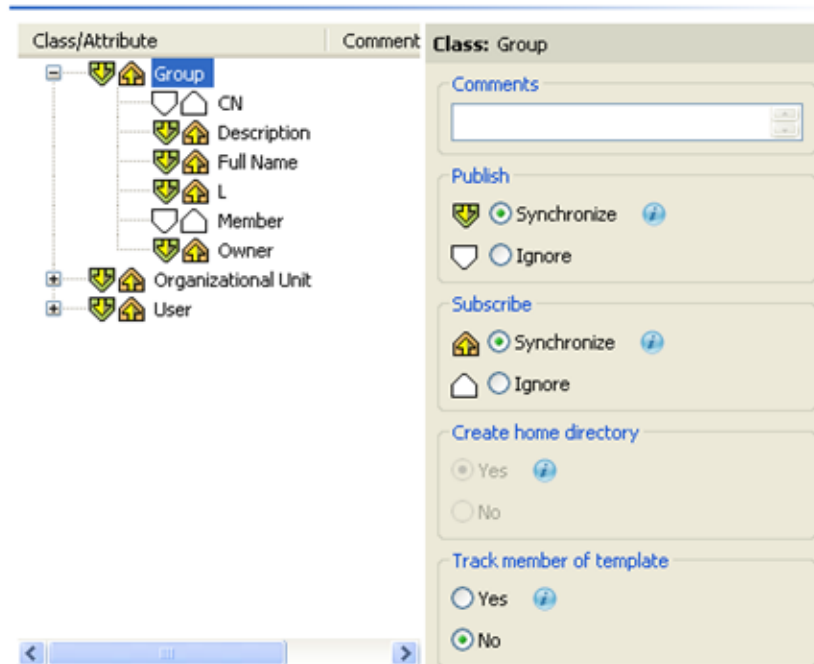 Class/Attribute Comment
Group
CN
Description
Full Name
L
Member
Owner
Organizational Unit
User
Class: Group
Comments
Publish
Synchronize
Ignore
Subscribe
Synchronize
Ignore
Create home directory
Yes
No
Track member of template
Yes
No